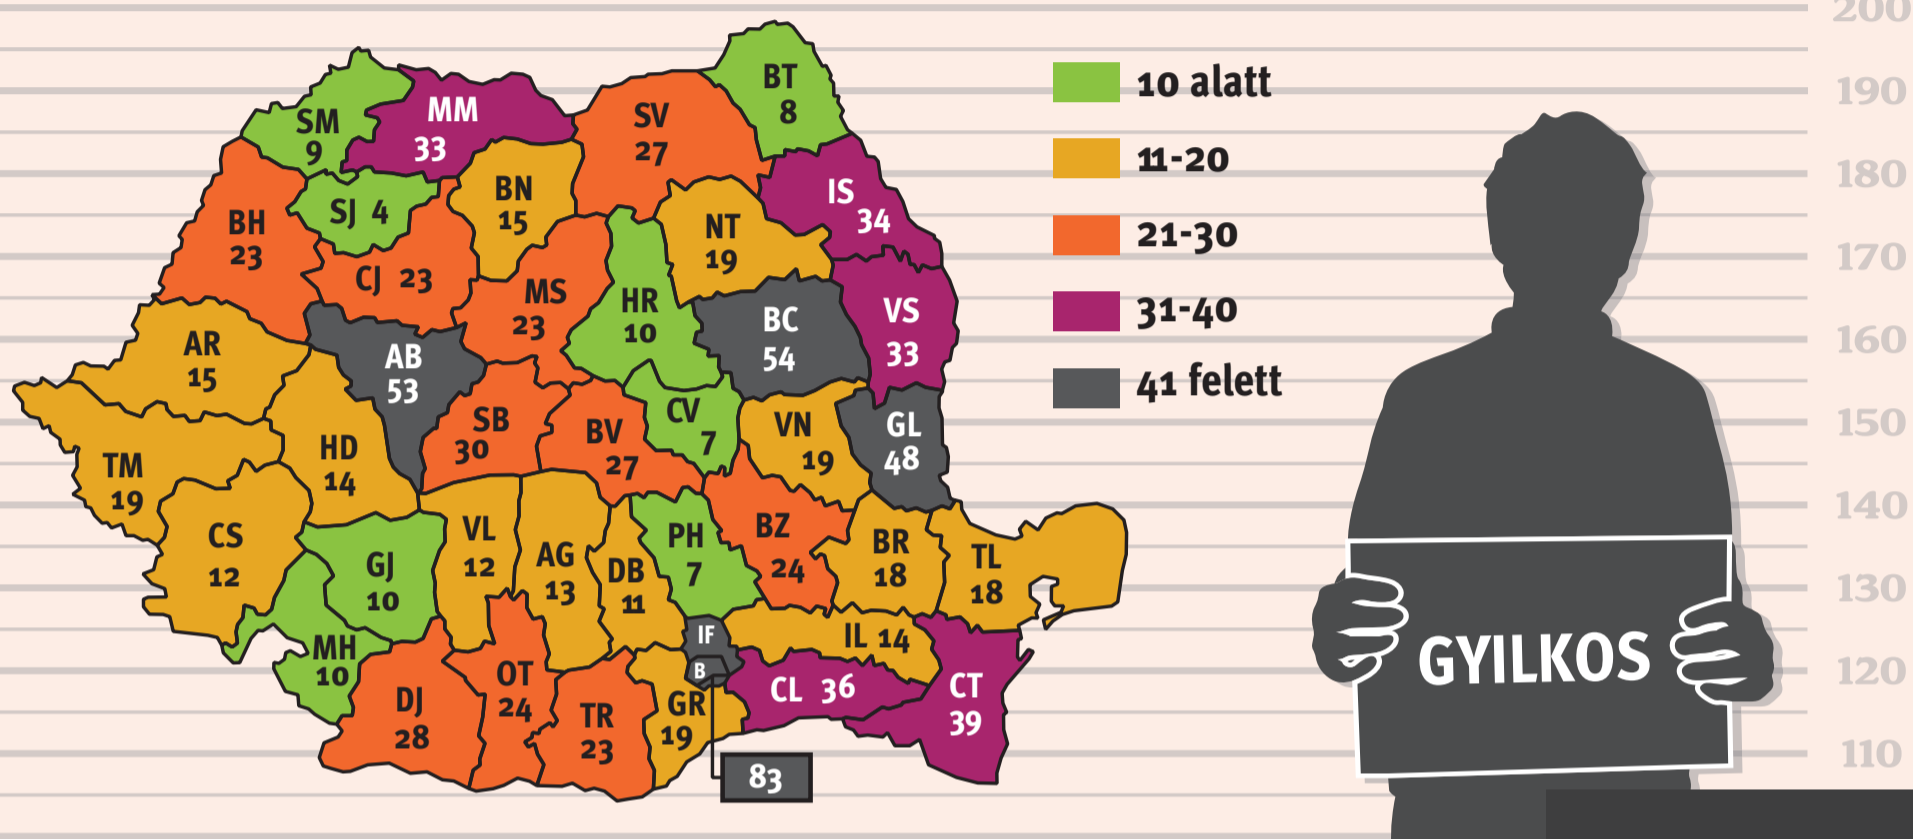 BT
8
SM
9
MM
33
SV
27
BN
15
IS
34
SJ 4
BH
23
NT
19
CJ 23
MS
23
HR
10
BC
54
VS
33
AR
15
AB
53
SB
30
BV
27
CV
7
VN
19
GL
48
TM
19
HD
14
CS
12
VL
12
AG
13
DB
11
PH
7
BZ
24
BR
18
TL
18
GJ
10
MH
10
IF
B
IL 14
DJ
28
OT
24
TR
23
GR
19
CL 36
CT
39
83
10 alatt
11-20
21-30
31-40
41 felett
200
190
180
170
160
150
140
130
120
110
GYILKOS